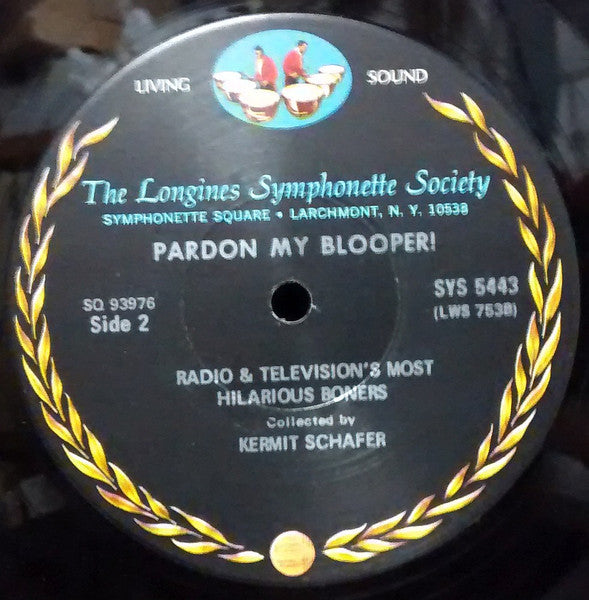 LIVING SOUND
The Longines Symphonette Society
SYMPHONETTE SQUARE • LARCHMONT, N. Y. 10538
PARDON MY BLOOPER!
SQ 93976
Side 2
SYS 5443
(LWS 753B)
RADIO & TELEVISION'S MOST
HILARIOUS BONERS
Collected by
KERMIT SCHAFER